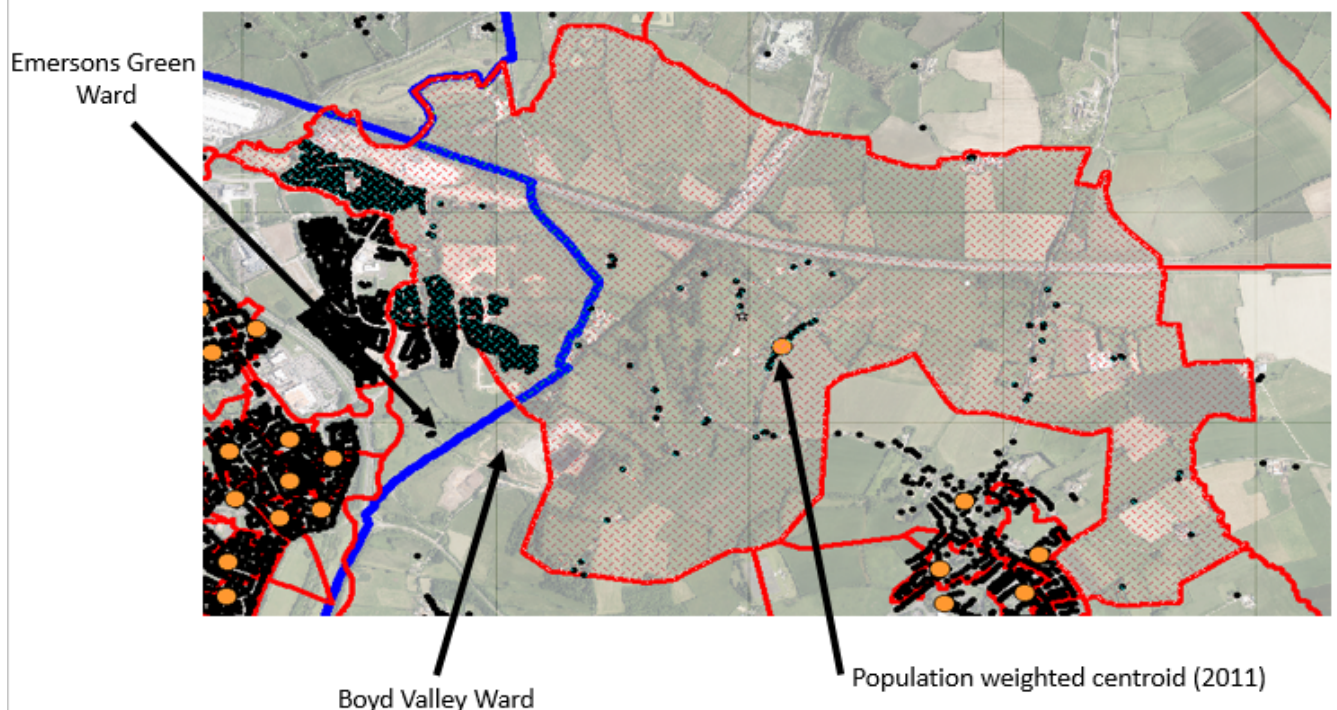 Emersons Green
Ward
Boyd Valley Ward
Population weighted centroid (2011)